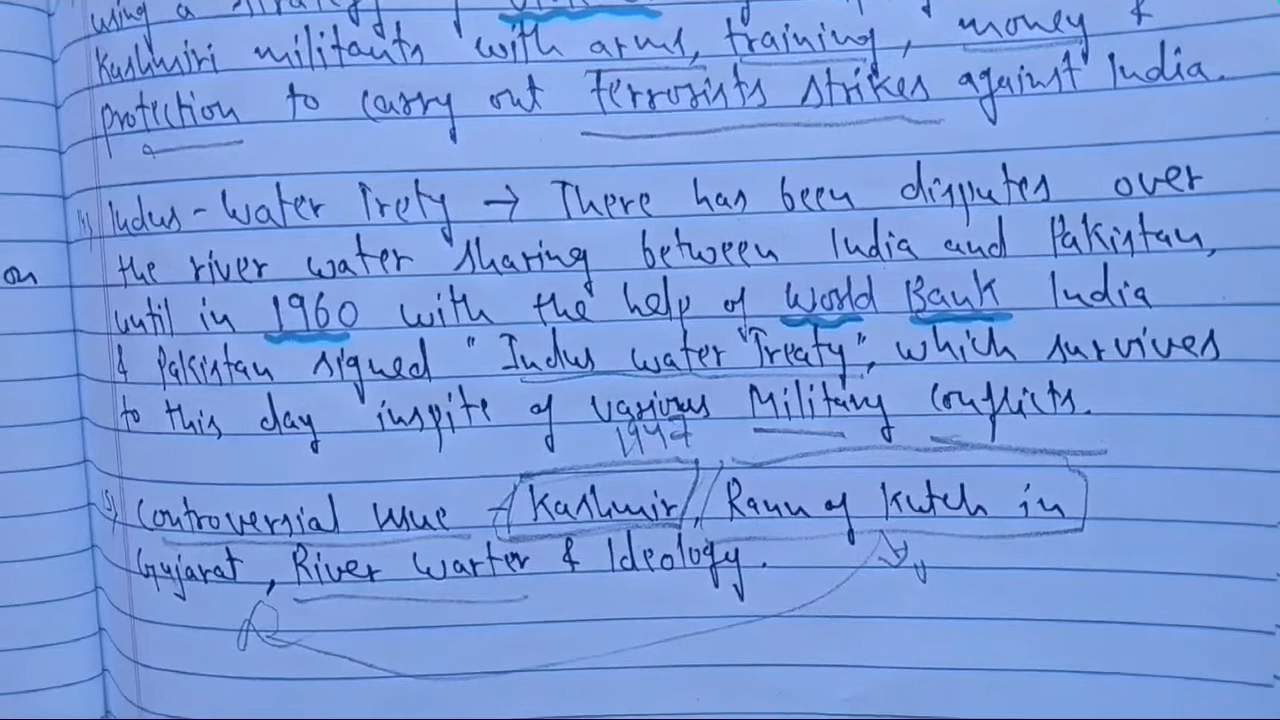 using a
Kashmiri militants with arms, training, money &
protection to carry out terrorists strikes against India.
Indus-Water Trety → There has been disputes over
the river water sharing between India and Pakistan,
on
until in 1960 with the help of World Bank India
& Pakistan signed "Indus water "Treaty", which survives
to this day inspite of various Military conflicts.
1947
5) Controversial Issue - Kashmir, Rann of Kutch in
Gujarat, River Warter & Ideology.